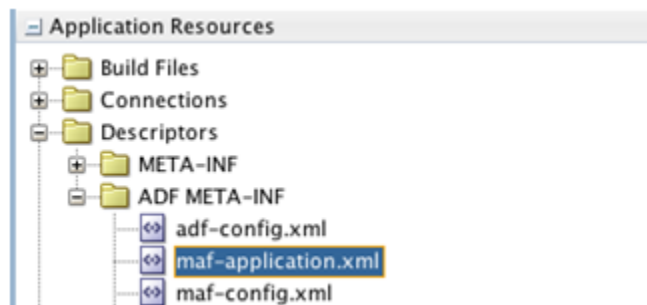 Application Resources
Build Files
Connections
Descriptors
META-INF
ADF META-INF
adf-config.xml
maf-application.xml
maf-config.xml